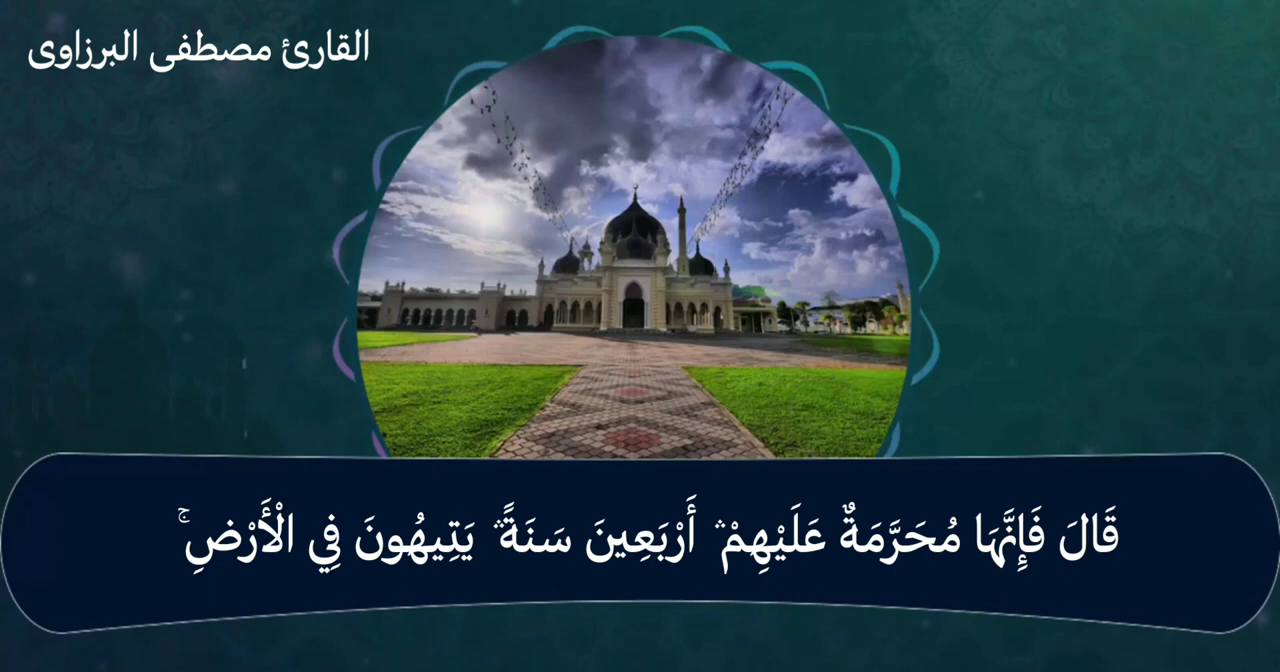 القارئ مصطفى البرزاوى
قَالَ فَإِنَّهَا مُحَرَّمَةٌ عَلَيْهِمْ ۛ أَرْبَعِينَ سَنَةً ۛ يَتِيهُونَ فِي الْأَرْضِ ۚ